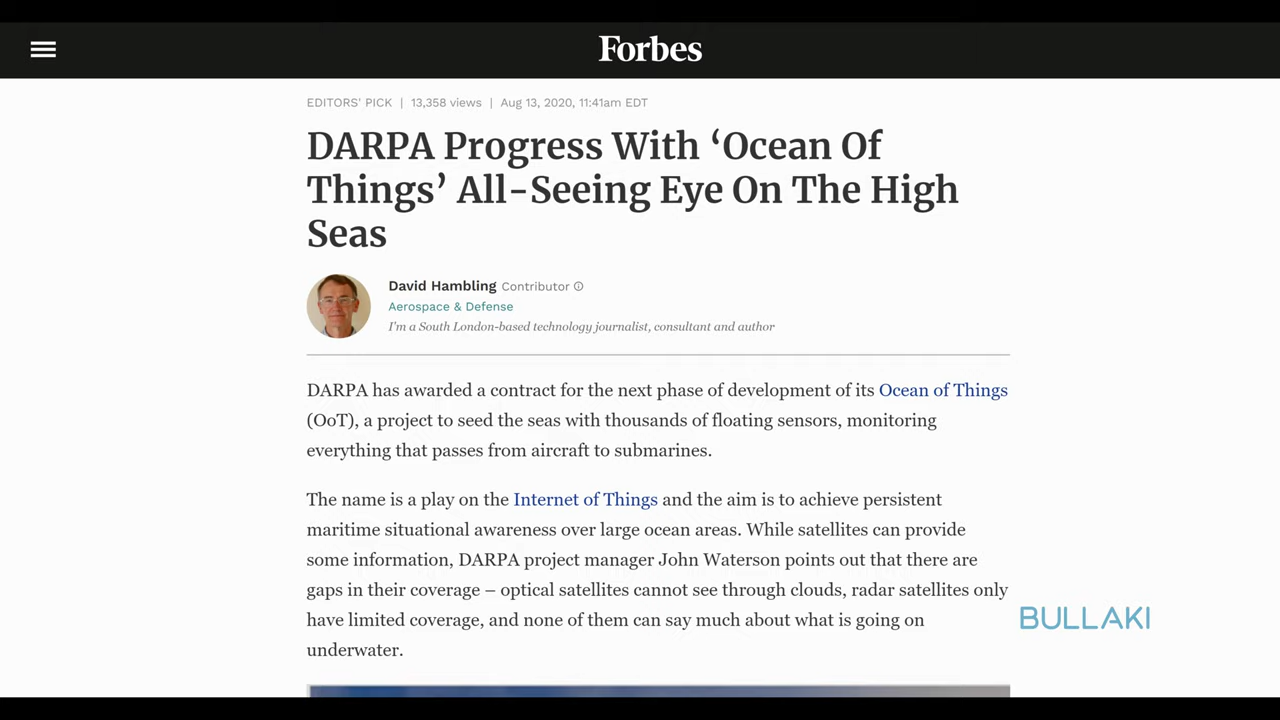 Forbes
EDITORS' PICK | 13,358 views | Aug 13, 2020, 11:41am EDT
DARPA Progress With ‘Ocean Of
Things’ All-Seeing Eye On The High
Seas
David Hambling Contributor
Aerospace & Defense
I'm a South London-based technology journalist, consultant and author
DARPA has awarded a contract for the next phase of development of its Ocean of Things
(OoT), a project to seed the seas with thousands of floating sensors, monitoring
everything that passes from aircraft to submarines.
The name is a play on the Internet of Things and the aim is to achieve persistent
maritime situational awareness over large ocean areas. While satellites can provide
some information, DARPA project manager John Waterson points out that there are
gaps in their coverage – optical satellites cannot see through clouds, radar satellites only
have limited coverage, and none of them can say much about what is going on
underwater.
BULLAKI